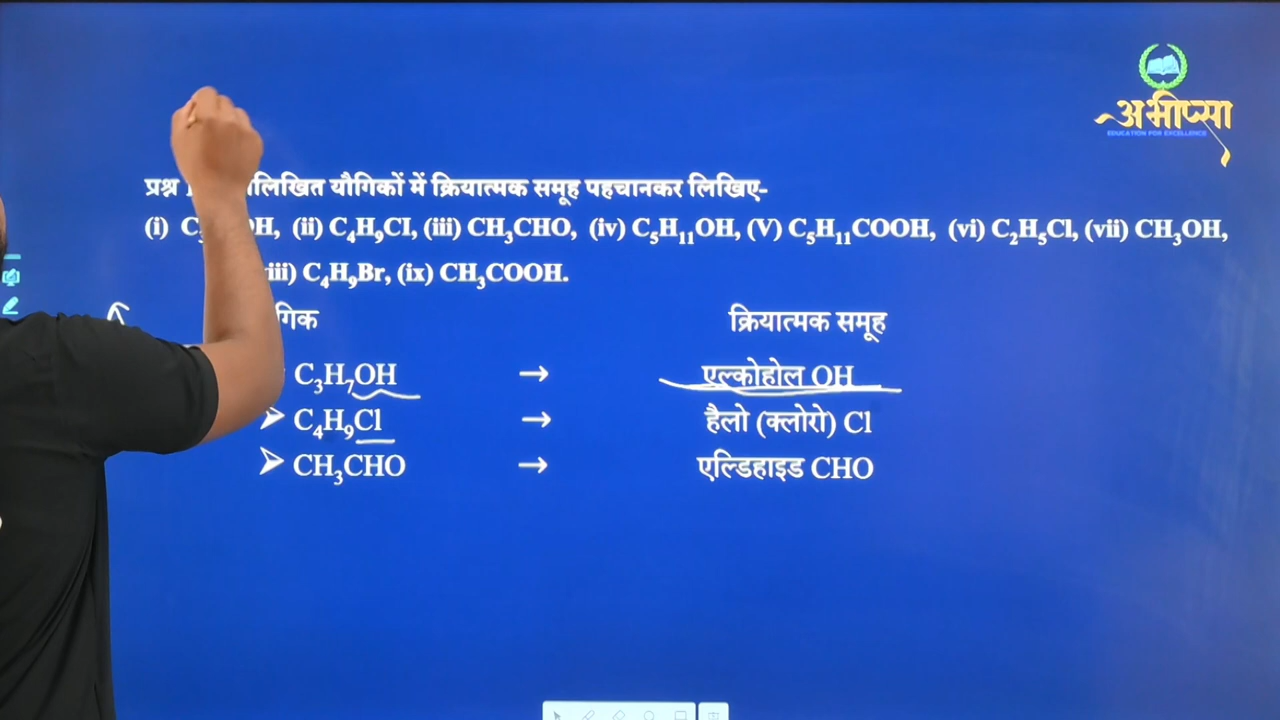 अभीप्सा
EDUCATION FOR EXCELLENCE
प्रश्न लिखित यौगिकों में क्रियात्मक समूह पहचानकर लिखिए-
(i) C₃ OH, (ii) C₄H₉Cl, (iii) CH₃CHO, (iv) C₅H₁₁OH, (V) C₅H₁₁COOH, (vi) C₂H₅Cl, (vii) CH₃OH,
iii) C₄H₉Br, (ix) CH₃COOH.
गिक क्रियात्मक समूह
C₃H₇OH → एल्कोहोल OH
➢ C₄H₉Cl → हैलो (क्लोरो) Cl
➢ CH₃CHO → एल्डिहाइड CHO